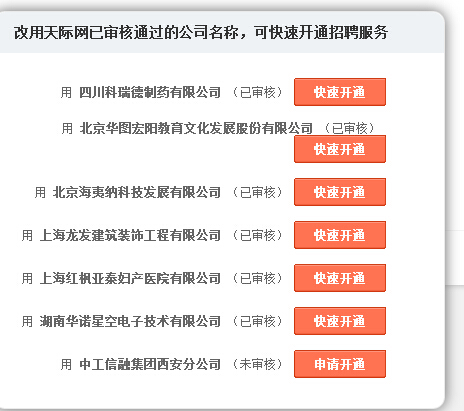 改用天际网已审核通过的公司名称，可快速开通招聘服务
用 四川科瑞德制药有限公司 （已审核） 快速开通
用 北京华图宏阳教育文化发展股份有限公司 （已审核）
快速开通
用 北京海夷纳科技发展有限公司 （已审核） 快速开通
用 上海龙发建筑装饰工程有限公司 （已审核） 快速开通
用 上海红枫亚泰妇产医院有限公司 （已审核） 快速开通
用 湖南华诺星空电子技术有限公司 （已审核） 快速开通
用 中工信融集团西安分公司 （未审核） 申请开通